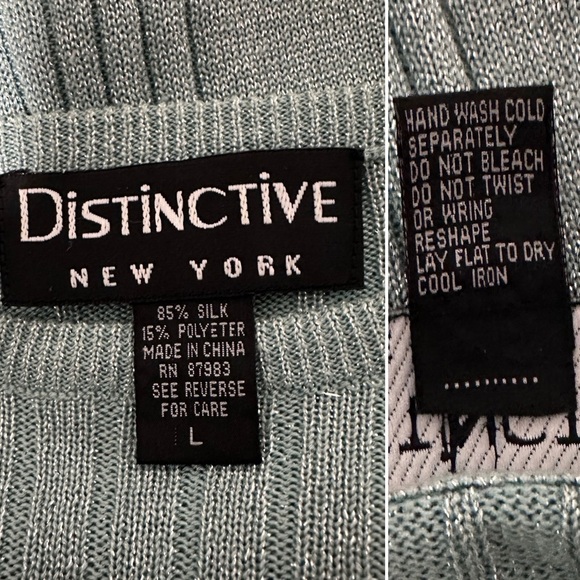 DiSTiNCTiVE
NEW YORK
85% SILK
15% POLYETER
MADE IN CHINA
RN 87983
SEE REVERSE
FOR CARE
L
HAND WASH COLD
SEPARATELY
DO NOT BLEACH
DO NOT TWIST
OR WRING
RESHAPE
LAY FLAT TO DRY
COOL IRON